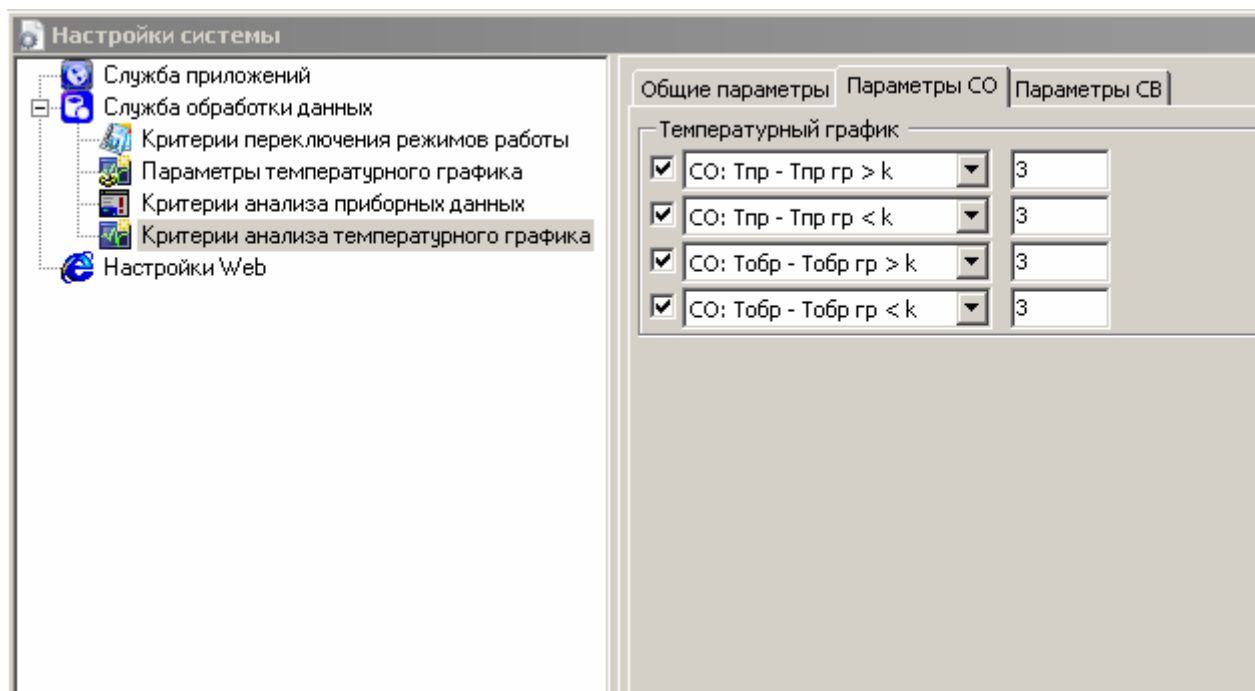 Настройки системы
Служба приложений
Служба обработки данных
Критерии переключения режимов работы
Параметры температурного графика
Критерии анализа приборных данных
Критерии анализа температурного графика
Настройки Web
Общие параметры Параметры СО Параметры СВ
Температурный график
СО: Тпр - Тпр гр > k 3
СО: Тпр - Тпр гр < k 3
СО: Тобр - Тобр гр > k 3
СО: Тобр - Тобр гр < k 3